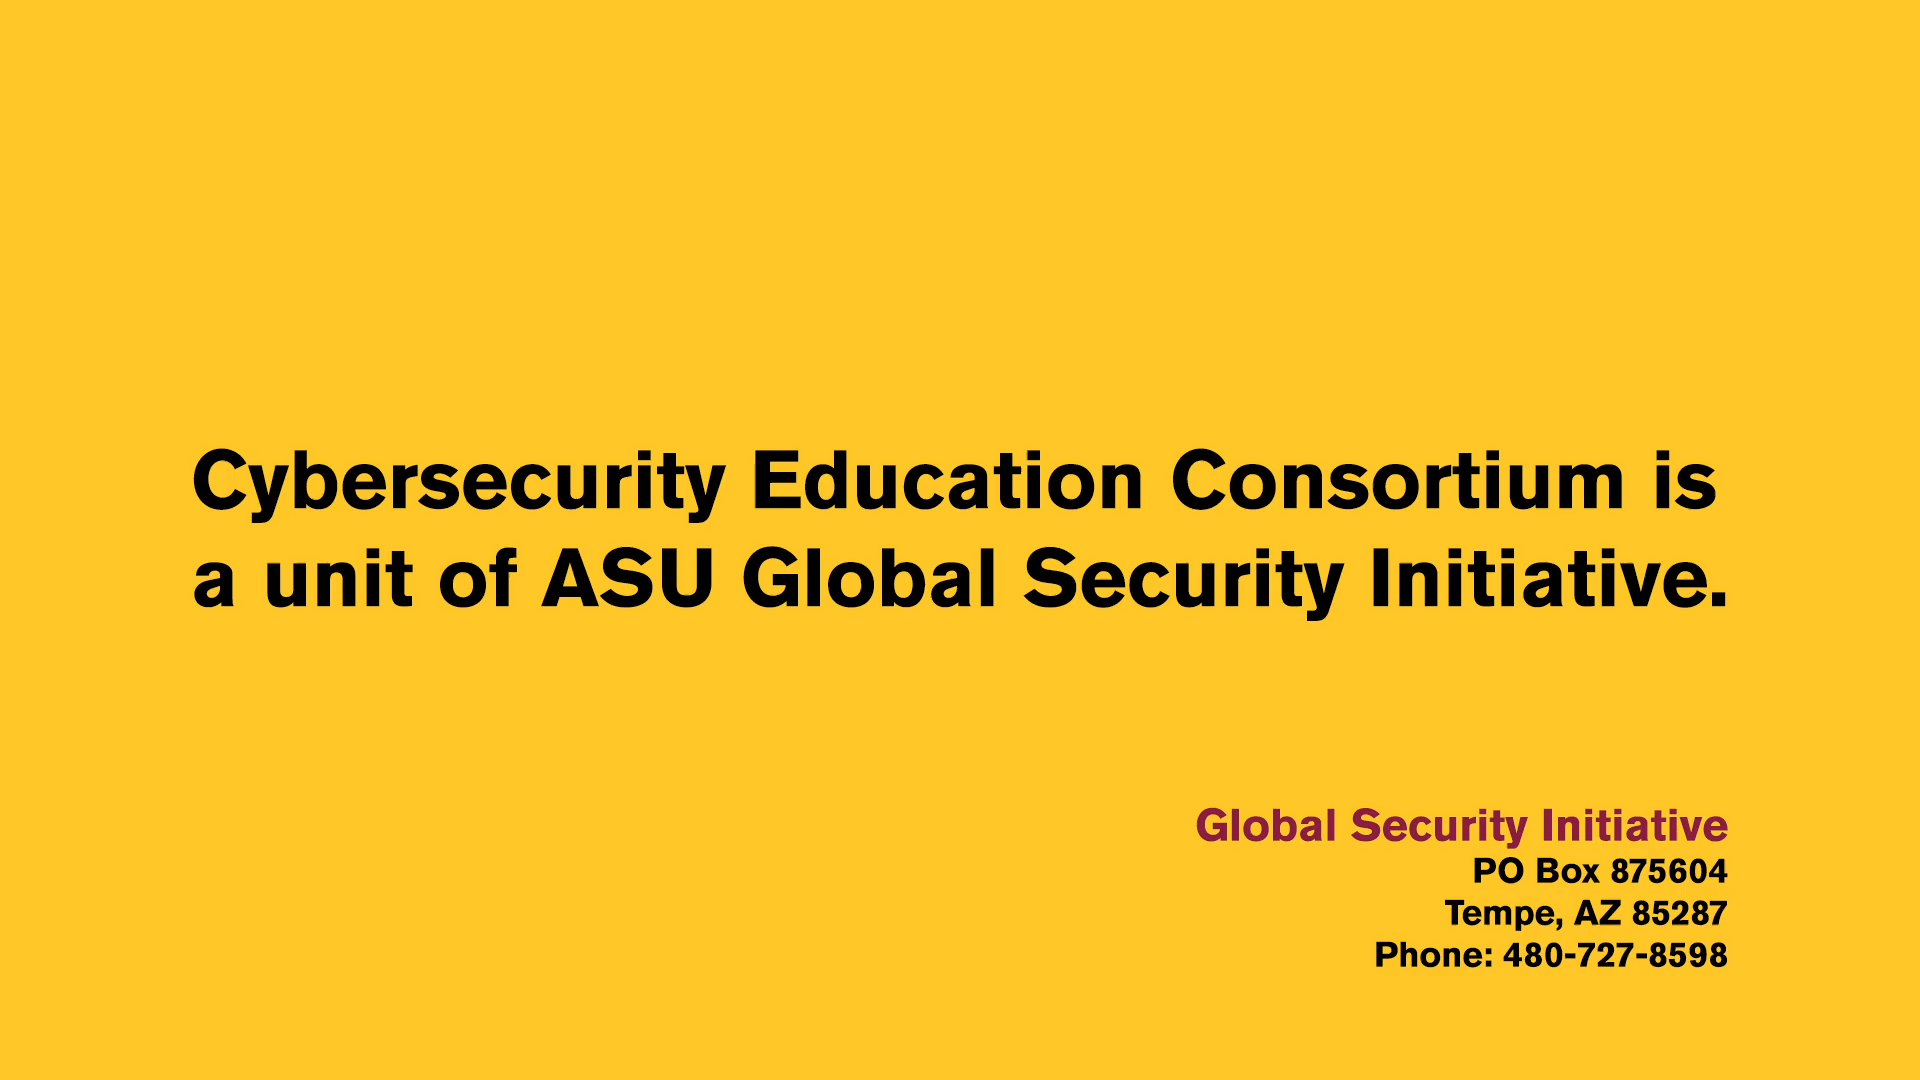 Cybersecurity Education Consortium is
a unit of ASU Global Security Initiative.
Global Security Initiative
PO Box 875604
Tempe, AZ 85287
Phone: 480-727-8598